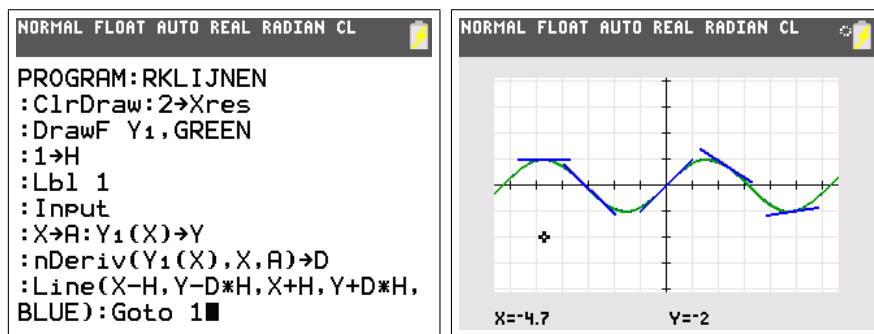 NORMAL FLOAT AUTO REAL RADIAN CL
PROGRAM:RKLIJNEN
:ClrDraw:2→Xres
:DrawF Y₁,GREEN
:1→H
:Lbl 1
:Input
:X→A:Y₁(X)→Y
:nDeriv(Y₁(X),X,A)→D
:Line(X-H,Y-D*H,X+H,Y+D*H,
BLUE):Goto 1
NORMAL FLOAT AUTO REAL RADIAN CL
X=⁻4.7 Y=⁻2